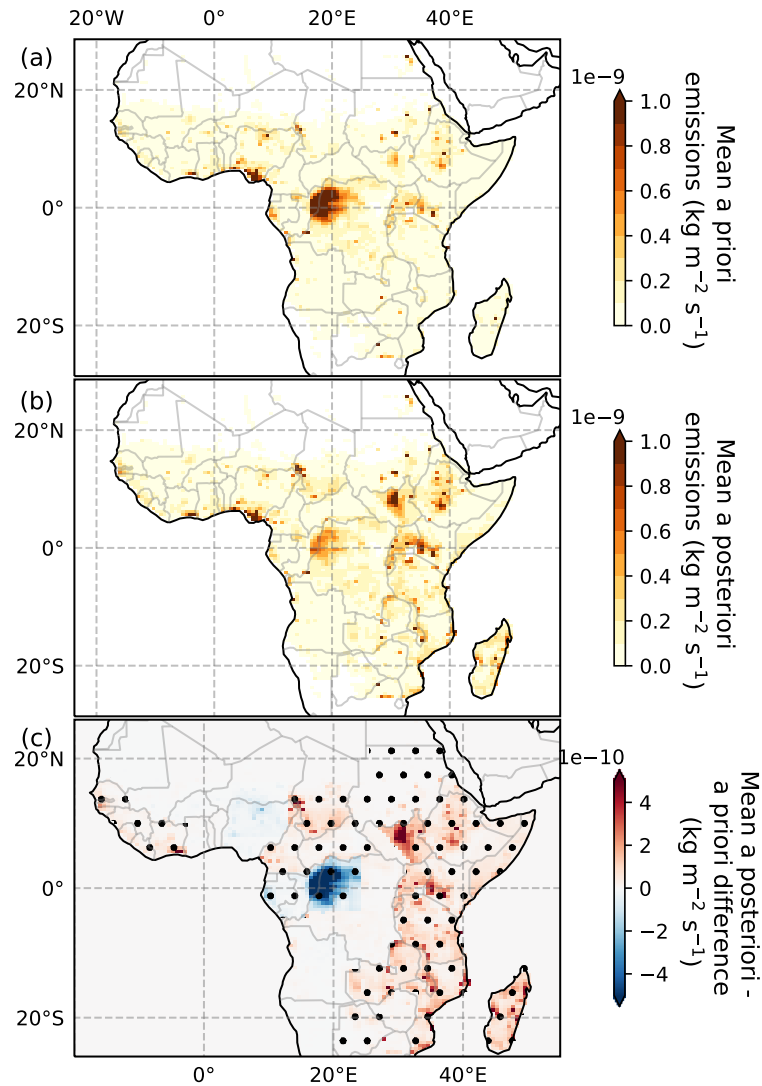 20°W 0° 20°E 40°E
(a)
20°N
0°
20°S
1e−9
1.0
0.8
0.6
0.4
0.2
0.0
Mean a priori
emissions (kg m−2 s−1)
(b)
20°N
0°
20°S
1e−9
1.0
0.8
0.6
0.4
0.2
0.0
Mean a posteriori
emissions (kg m−2 s−1)
(c)
20°N
0°
20°S
1e−10
4
2
0
−2
−4
Mean a posteriori -
a priori difference
(kg m−2 s−1)
0° 20°E 40°E